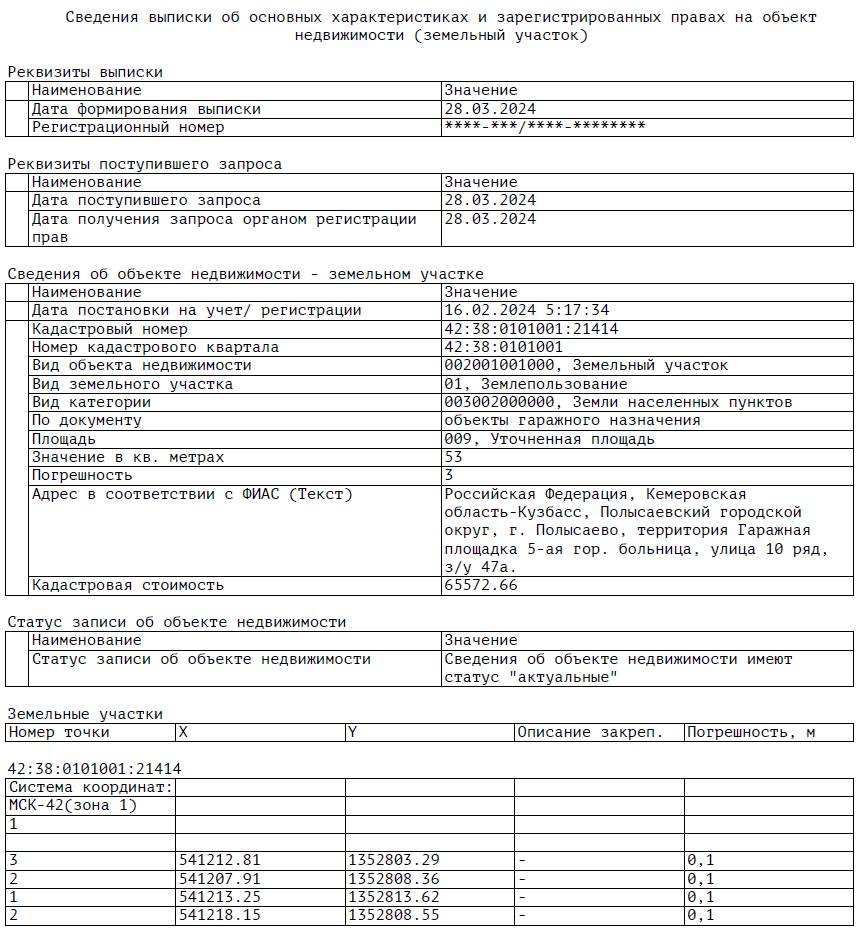 Сведения выписки об основных характеристиках и зарегистрированных правах на объект
недвижимости (земельный участок)
Реквизиты выписки
Наименование Значение
Дата формирования выписки 28.03.2024
Регистрационный номер ****-***/****-********
Реквизиты поступившего запроса
Наименование Значение
Дата поступившего запроса 28.03.2024
Дата получения запроса органом регистрации 28.03.2024
прав
Сведения об объекте недвижимости - земельном участке
Наименование Значение
Дата постановки на учет/ регистрации 16.02.2024 5:17:34
Кадастровый номер 42:38:0101001:21414
Номер кадастрового квартала 42:38:0101001
Вид объекта недвижимости 002001001000, Земельный участок
Вид земельного участка 01, Землепользование
Вид категории 003002000000, Земли населенных пунктов
По документу объекты гаражного назначения
Площадь 009, Уточненная площадь
Значение в кв. метрах 53
Погрешность 3
Адрес в соответствии с ФИАС (Текст) Российская Федерация, Кемеровская
область-Кузбасс, Полысаевский городской
округ, г. Полысаево, территория Гаражная
площадка 5-ая гор. больница, улица 10 ряд,
з/у 47а.
Кадастровая стоимость 65572.66
Статус записи об объекте недвижимости
Наименование Значение
Статус записи об объекте недвижимости Сведения об объекте недвижимости имеют
статус "актуальные"
Земельные участки
Номер точки X Y Описание закреп. Погрешность, м
42:38:0101001:21414
Система координат:
МСК-42(зона 1)
1
3 541212.81 1352803.29 - 0,1
2 541207.91 1352808.36 - 0,1
1 541213.25 1352813.62 - 0,1
2 541218.15 1352808.55 - 0,1